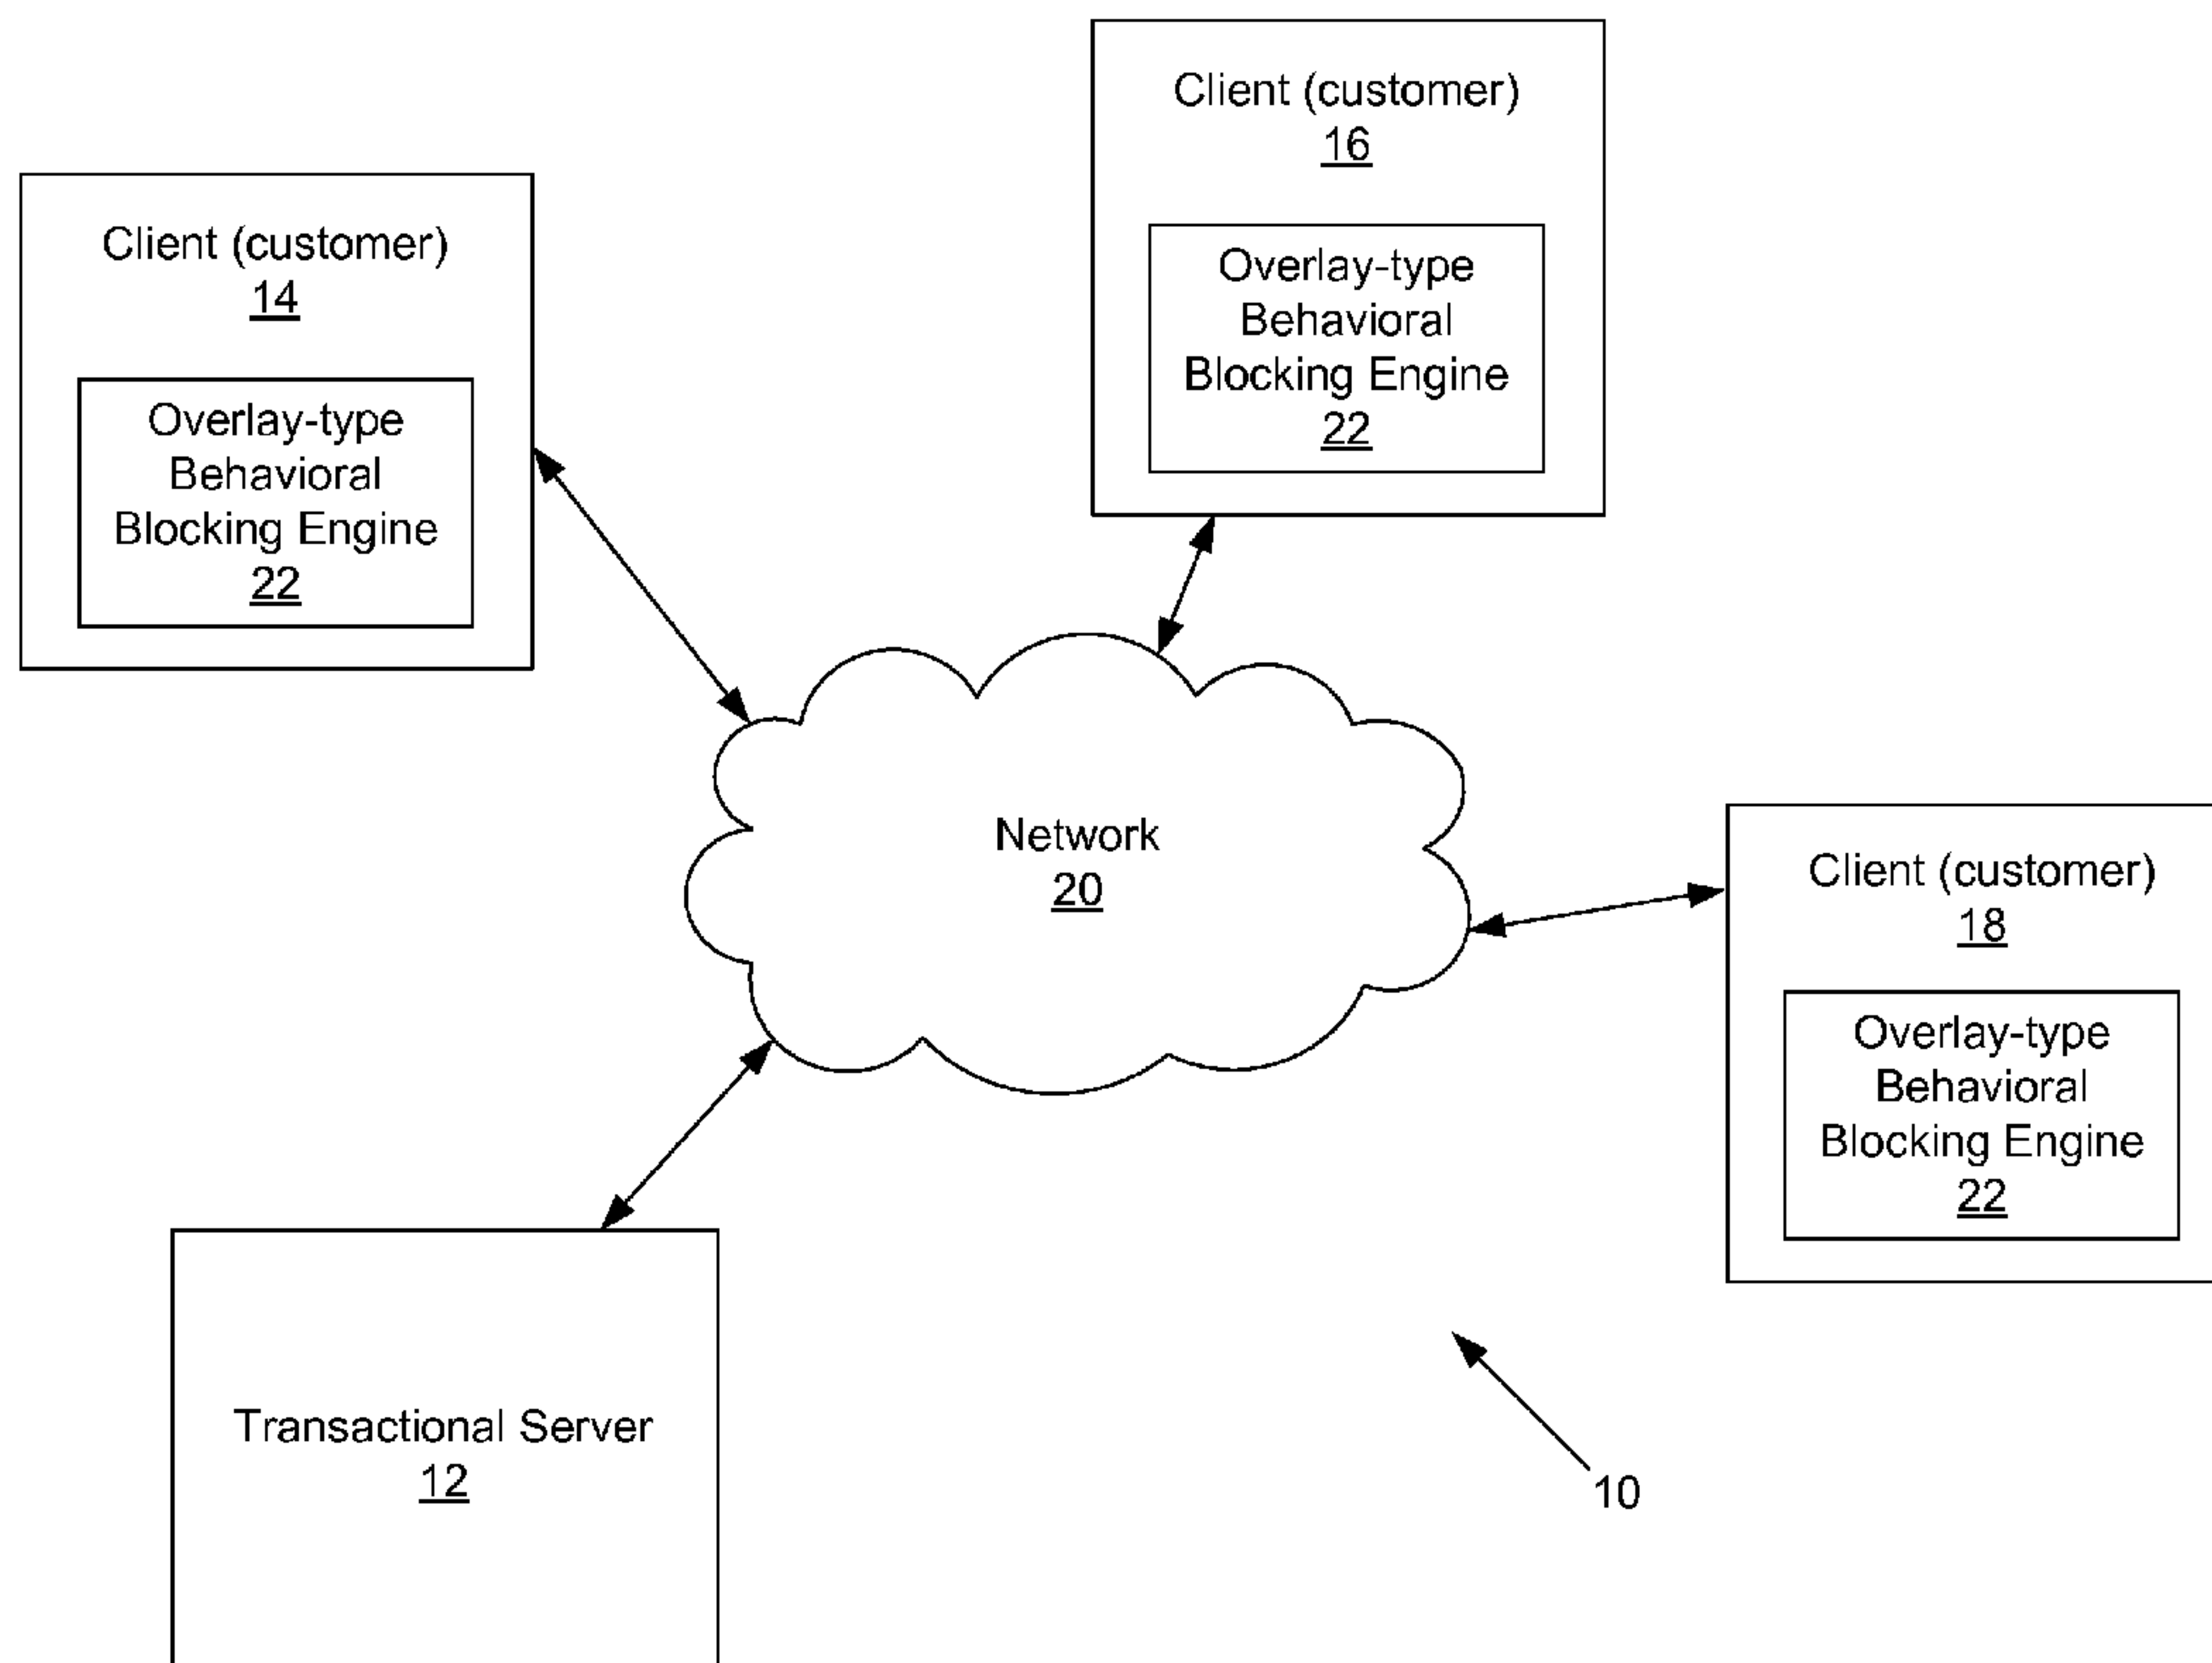 Client (customer)
16
Overlay-type
Behavioral
Blocking Engine
22
Client (customer)
14
Overlay-type
Behavioral
Blocking Engine
22
Network
20
Client (customer)
18
Overlay-type
Behavioral
Blocking Engine
22
Transactional Server
12
10